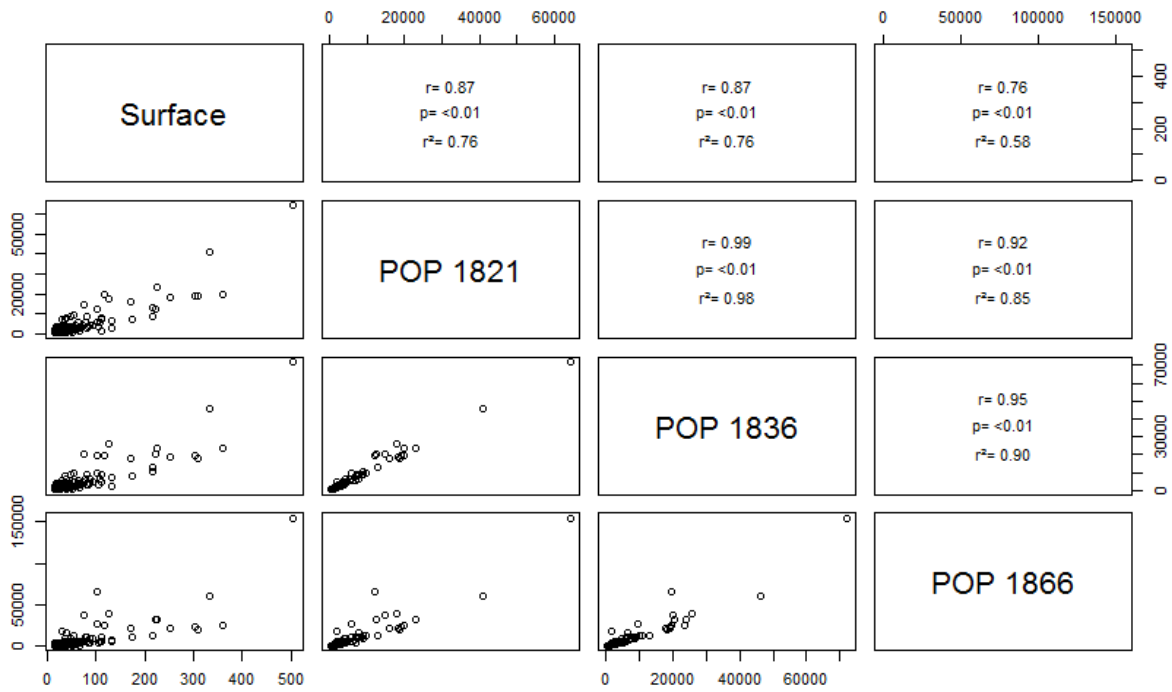 0 20000 40000 60000
0 50000 100000 150000
Surface
r= 0.87
p= <0.01
r²= 0.76
r= 0.87
p= <0.01
r²= 0.76
r= 0.76
p= <0.01
r²= 0.58
0 200 400
0 20000 50000
POP 1821
r= 0.99
p= <0.01
r²= 0.98
r= 0.92
p= <0.01
r²= 0.85
POP 1836
r= 0.95
p= <0.01
r²= 0.90
0 30000 70000
0 50000 150000
POP 1866
0 100 200 300 400 500
0 20000 40000 60000